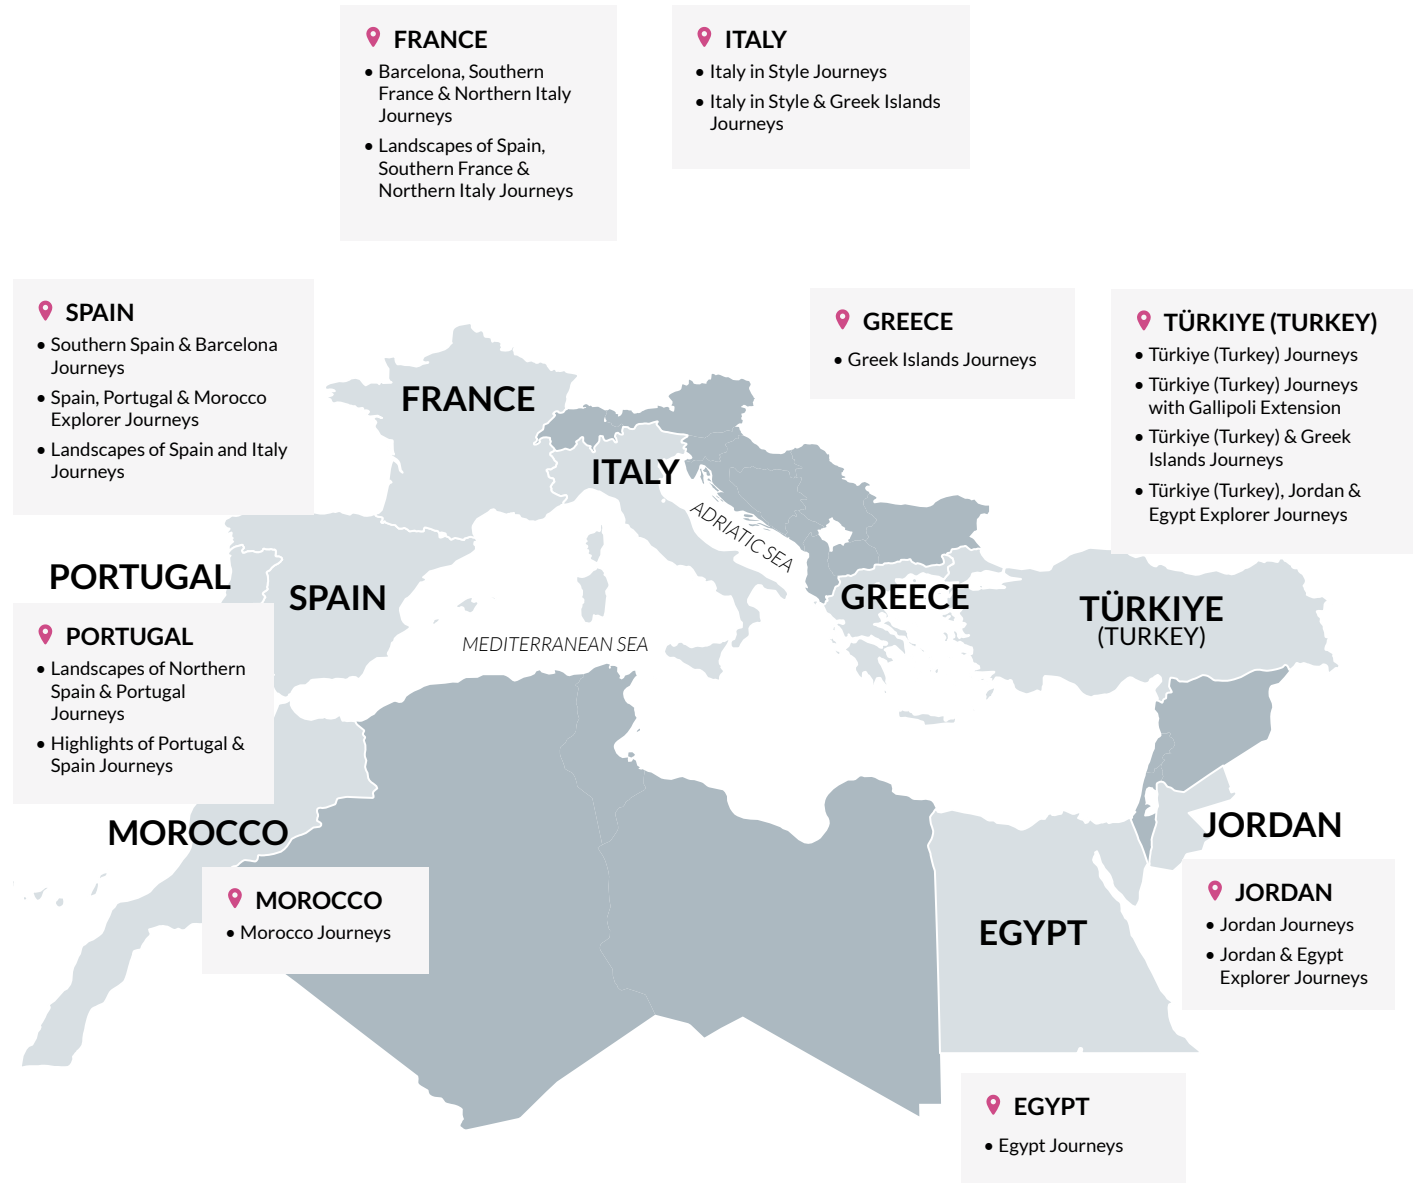 FRANCE
• Barcelona, Southern
France & Northern Italy
Journeys
• Landscapes of Spain,
Southern France &
Northern Italy Journeys
ITALY
• Italy in Style Journeys
• Italy in Style & Greek Islands
Journeys
SPAIN
• Southern Spain & Barcelona
Journeys
• Spain, Portugal & Morocco
Explorer Journeys
• Landscapes of Spain and Italy
Journeys
GREECE
• Greek Islands Journeys
TÜRKIYE (TURKEY)
• Türkiye (Turkey) Journeys
• Türkiye (Turkey) Journeys
with Gallipoli Extension
• Türkiye (Turkey) & Greek
Islands Journeys
• Türkiye (Turkey), Jordan &
Egypt Explorer Journeys
FRANCE
ITALY
ADRIATIC SEA
PORTUGAL
SPAIN
GREECE
TÜRKIYE
(TURKEY)
MEDITERRANEAN SEA
PORTUGAL
• Landscapes of Northern
Spain & Portugal
Journeys
• Highlights of Portugal &
Spain Journeys
MOROCCO
JORDAN
MOROCCO
• Morocco Journeys
EGYPT
JORDAN
• Jordan Journeys
• Jordan & Egypt
Explorer Journeys
EGYPT
• Egypt Journeys